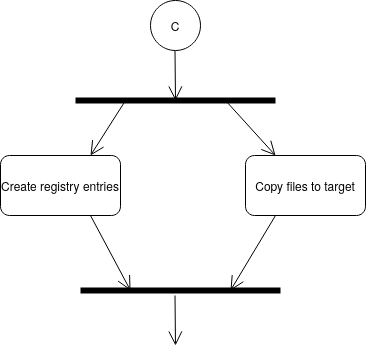 C
Create registry entries
Copy files to target